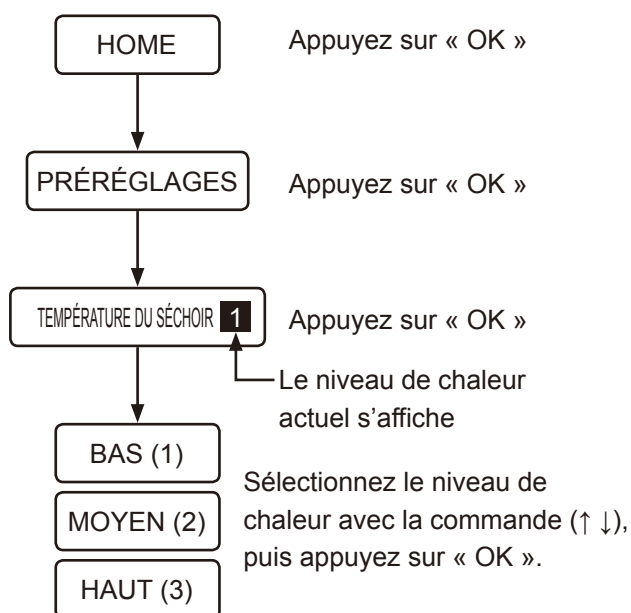 HOME
Appuyez sur « OK »
PRÉRÉGLAGES
Appuyez sur « OK »
TEMPÉRATURE DU SÉCHOIR 1
Appuyez sur « OK »
Le niveau de chaleur
actuel s’affiche
BAS (1)
MOYEN (2)
HAUT (3)
Sélectionnez le niveau de
chaleur avec la commande (↑ ↓),
puis appuyez sur « OK ».